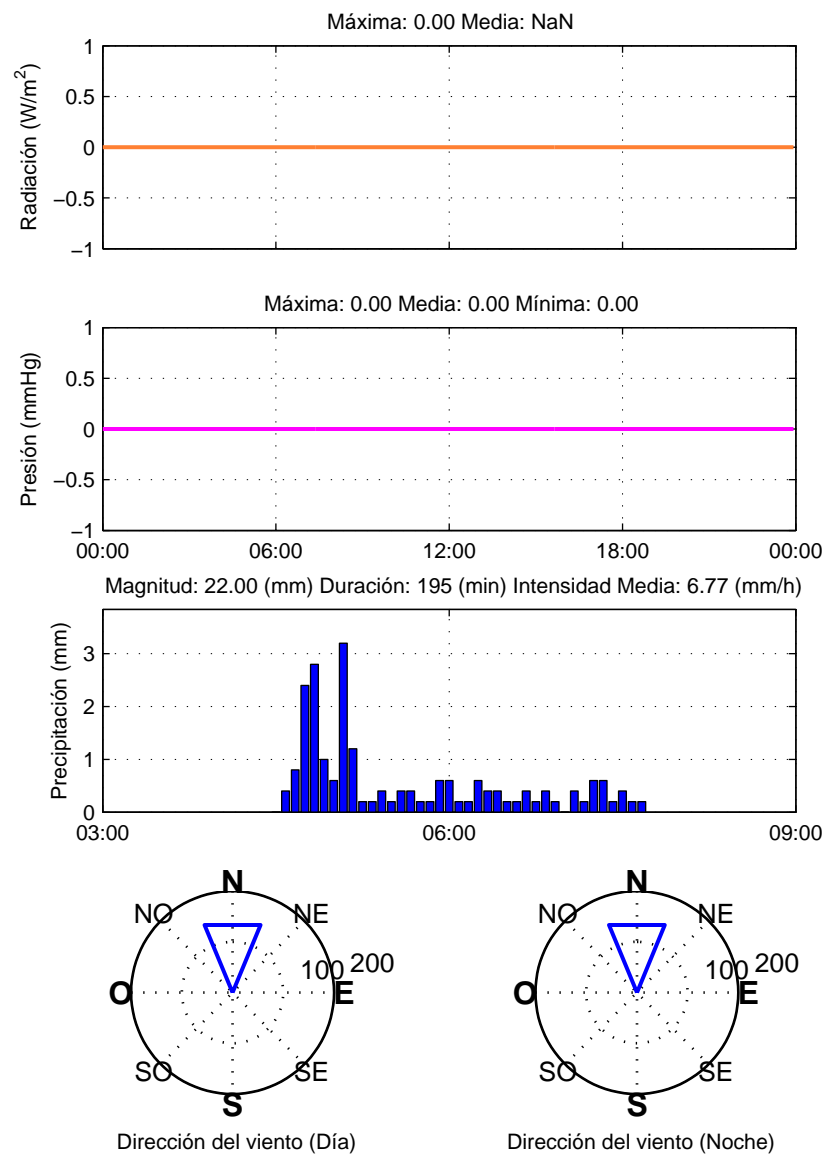 Máxima: 0.00 Media: NaN
1
0.5
0
−0.5
−1
Radiación (W/m²)
Máxima: 0.00 Media: 0.00 Mínima: 0.00
1
0.5
0
−0.5
−1
Presión (mmHg)
00:00 06:00 12:00 18:00 00:00
Magnitud: 22.00 (mm) Duración: 195 (min) Intensidad Media: 6.77 (mm/h)
3
2
1
0
Precipitación (mm)
03:00 06:00 09:00
N
NO NE
100 200
O E
SO SE
S
Dirección del viento (Día)
N
NO NE
100 200
O E
SO SE
S
Dirección del viento (Noche)